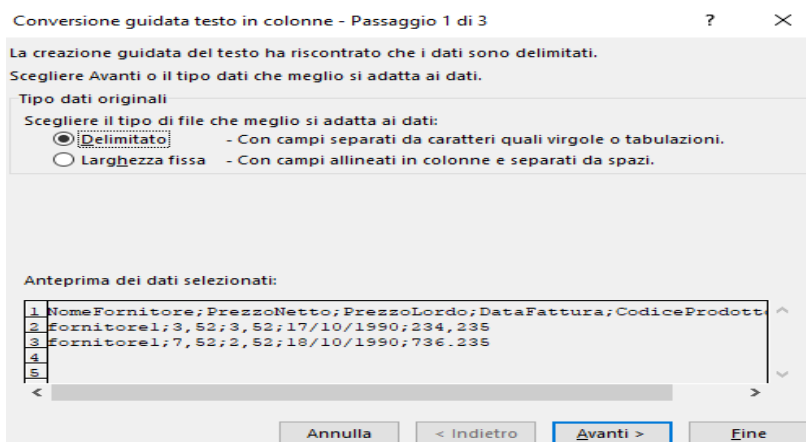 Conversione guidata testo in colonne - Passaggio 1 di 3 ?
La creazione guidata del testo ha riscontrato che i dati sono delimitati.
Scegliere Avanti o il tipo dati che meglio si adatta ai dati.
Tipo dati originali
Scegliere il tipo di file che meglio si adatta ai dati:
Delimitato - Con campi separati da caratteri quali virgole o tabulazioni.
Larghezza fissa - Con campi allineati in colonne e separati da spazi.
Anteprima dei dati selezionati:
1 NomeFornitore;PrezzoNetto;PrezzoLordo;DataFattura;CodiceProdott
2 fornitore1;3,52;3,52;17/10/1990;234,235
3 fornitore1;7,52;2,52;18/10/1990;736.235
4
5
Annulla < Indietro Avanti > Fine